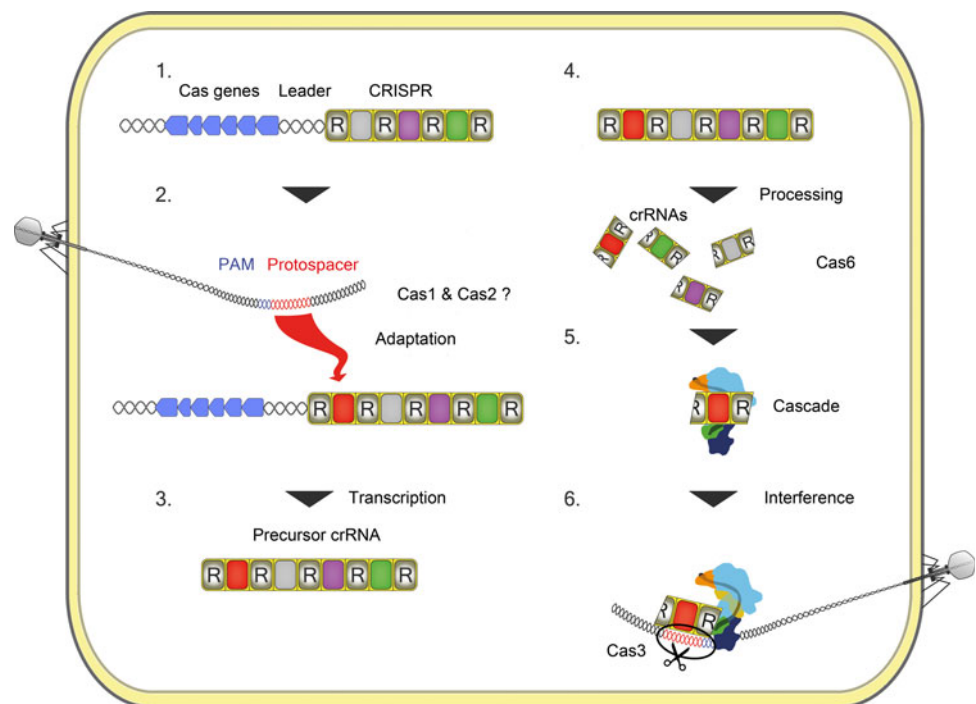 1.
Cas genes Leader CRISPR
R R R R
2.
PAM Protospacer
Cas1 & Cas2 ?
Adaptation
R R R R R
3.
Transcription
Precursor crRNA
R R R R R
4.
R R R R R
Processing
crRNAs
R R R R R R R
Cas6
5.
R R
Cascade
6.
Interference
R R
Cas3